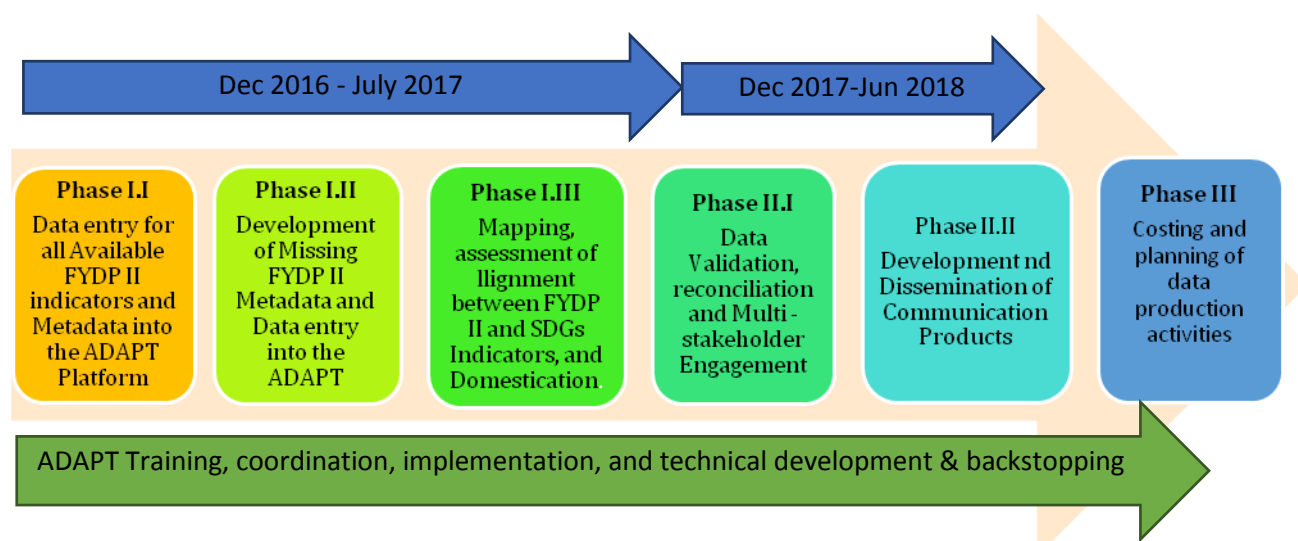 Dec 2016 - July 2017
Dec 2017-Jun 2018
Phase I.I
Data entry for
all Available
FYDP II
indicators and
Metadata into
the ADAPT
Platform
Phase I.II
Development
of Missing
FYDP II
Metadata and
Data entry
into the
ADAPT
Phase I.III
Mapping,
assessment of
llignment
between FYDP
II and SDGs
Indicators, and
Domestication.
Phase II.I
Data
Validation,
reconciliation
and Multi -
stakeholder
Engagement
Phase II.II
Development nd
Dissemination of
Communication
Products
Phase III
Costing and
planning of
data
production
activities
ADAPT Training, coordination, implementation, and technical development & backstopping